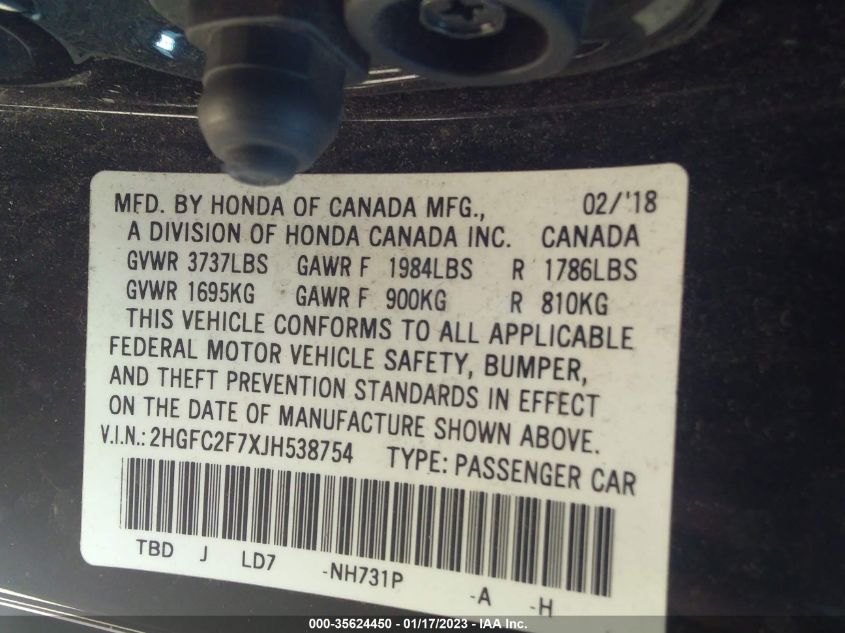 MFD. BY HONDA OF CANADA MFG., 02/'18
A DIVISION OF HONDA CANADA INC. CANADA
GVWR 3737LBS GAWR F 1984LBS R 1786LBS
GVWR 1695KG GAWR F 900KG R 810KG
THIS VEHICLE CONFORMS TO ALL APPLICABLE
FEDERAL MOTOR VEHICLE SAFETY, BUMPER,
AND THEFT PREVENTION STANDARDS IN EFFECT
ON THE DATE OF MANUFACTURE SHOWN ABOVE.
V.I.N.: 2HGFC2F7XJH538754 TYPE: PASSENGER CAR
TBD J LD7 -NH731P -A -H
000-35624450 - 01/17/2023 - IAA Inc.